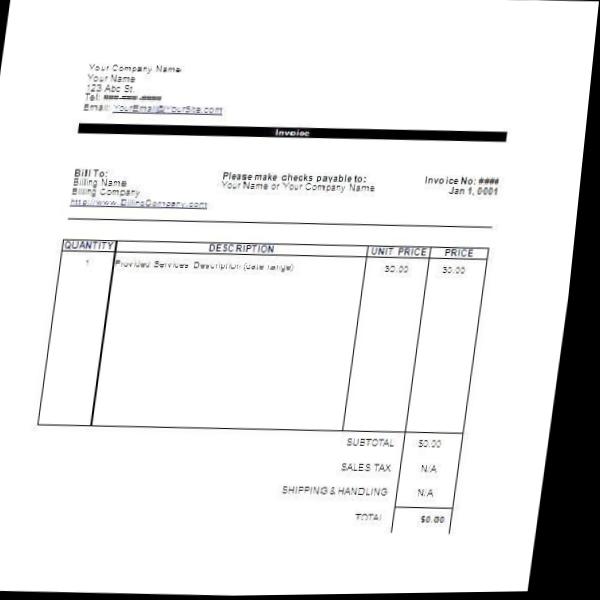 Your Company Name
Your Name
123 Abc St.
Tel: ###-###-####
Email: YourEmail@YourSite.com
Invoice
Bill To:
Billing Name
Billing Company
http://www.BillingCompany.com
Please make checks payable to:
Your Name or Your Company Name
Invoice No: ####
Jan 1, 0001
QUANTITY DESCRIPTION UNIT PRICE PRICE
1 Provided Services Description (date range) $0.00 $0.00
SUBTOTAL $0.00
SALES TAX N/A
SHIPPING & HANDLING N/A
TOTAL $0.00